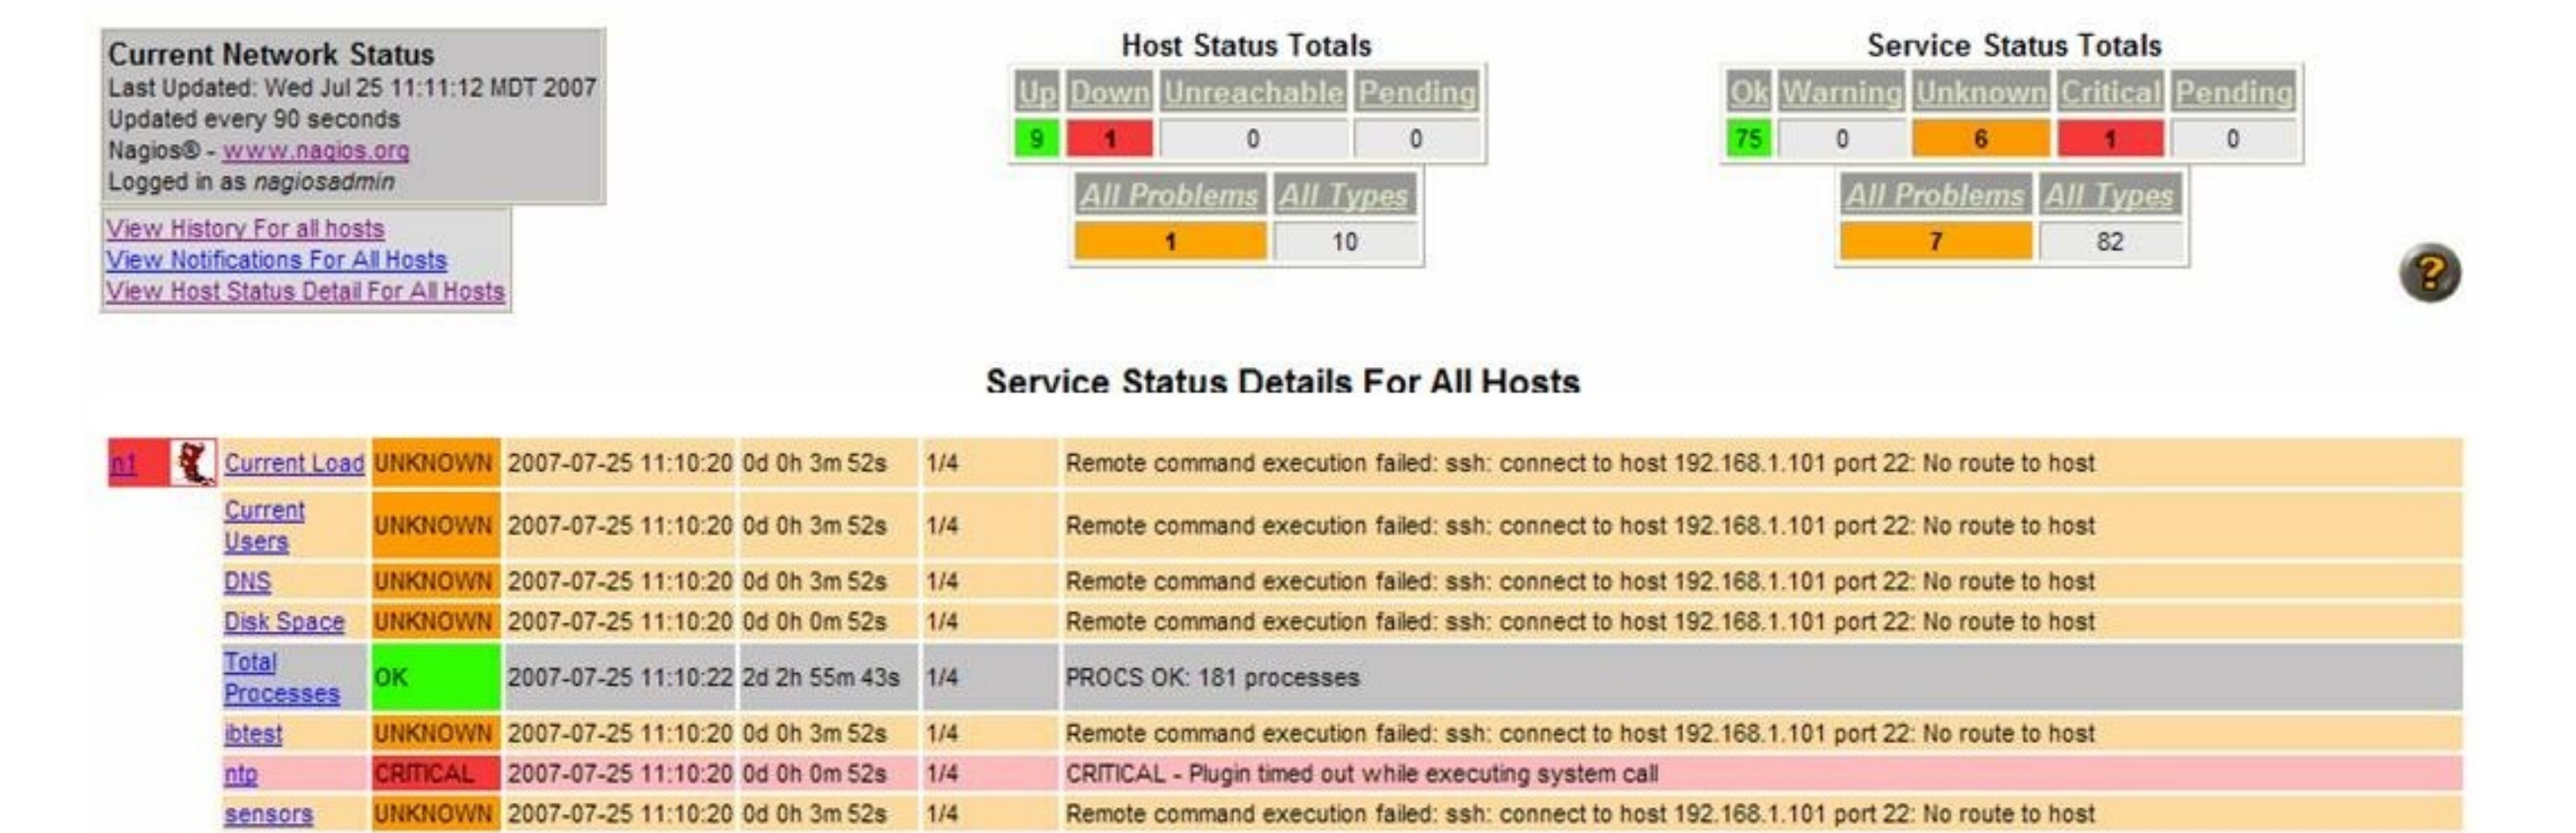 Current Network Status
Last Updated: Wed Jul 25 11:11:12 MDT 2007
Updated every 90 seconds
Nagios® - www.nagios.org
Logged in as nagiosadmin
View History For all hosts
View Notifications For All Hosts
View Host Status Detail For All Hosts
Host Status Totals
Up Down Unreachable Pending
9 1 0 0
All Problems All Types
1 10
Service Status Totals
Ok Warning Unknown Critical Pending
75 0 6 1 0
All Problems All Types
7 82
?
Service Status Details For All Hosts
n1 Current Load UNKNOWN 2007-07-25 11:10:20 0d 0h 3m 52s 1/4 Remote command execution failed: ssh: connect to host 192.168.1.101 port 22: No route to host
Current
Users UNKNOWN 2007-07-25 11:10:20 0d 0h 3m 52s 1/4 Remote command execution failed: ssh: connect to host 192.168.1.101 port 22: No route to host
DNS UNKNOWN 2007-07-25 11:10:20 0d 0h 3m 52s 1/4 Remote command execution failed: ssh: connect to host 192.168.1.101 port 22: No route to host
Disk Space UNKNOWN 2007-07-25 11:10:20 0d 0h 0m 52s 1/4 Remote command execution failed: ssh: connect to host 192.168.1.101 port 22: No route to host
Total
Processes OK 2007-07-25 11:10:22 2d 2h 55m 43s 1/4 PROCS OK: 181 processes
ibtest UNKNOWN 2007-07-25 11:10:20 0d 0h 3m 52s 1/4 Remote command execution failed: ssh: connect to host 192.168.1.101 port 22: No route to host
ntp CRITICAL 2007-07-25 11:10:20 0d 0h 0m 52s 1/4 CRITICAL - Plugin timed out while executing system call
sensors UNKNOWN 2007-07-25 11:10:20 0d 0h 3m 52s 1/4 Remote command execution failed: ssh: connect to host 192.168.1.101 port 22: No route to host